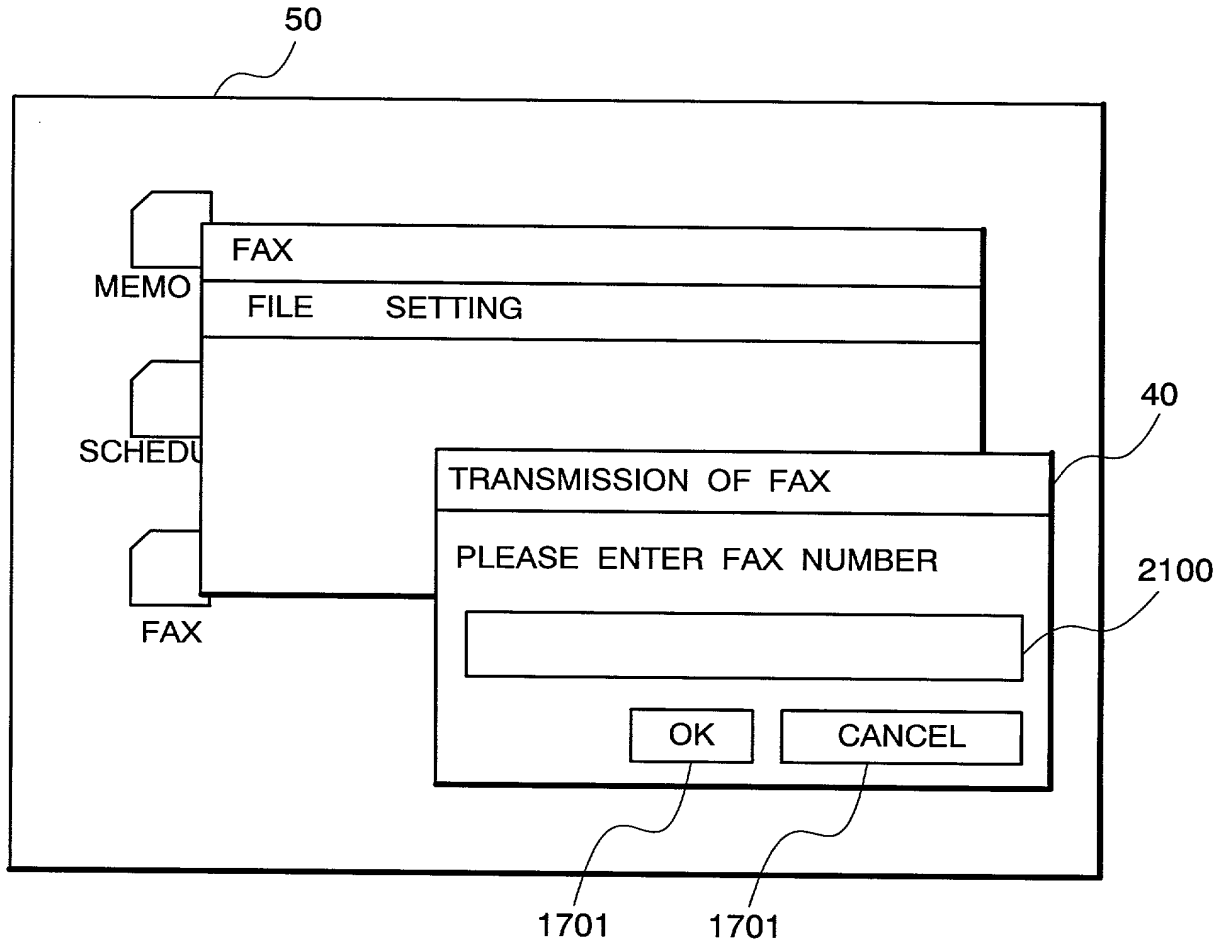 50
FAX
MEMO
FILE SETTING
40
SCHEDU
TRANSMISSION OF FAX
PLEASE ENTER FAX NUMBER
2100
FAX
OK CANCEL
1701 1701